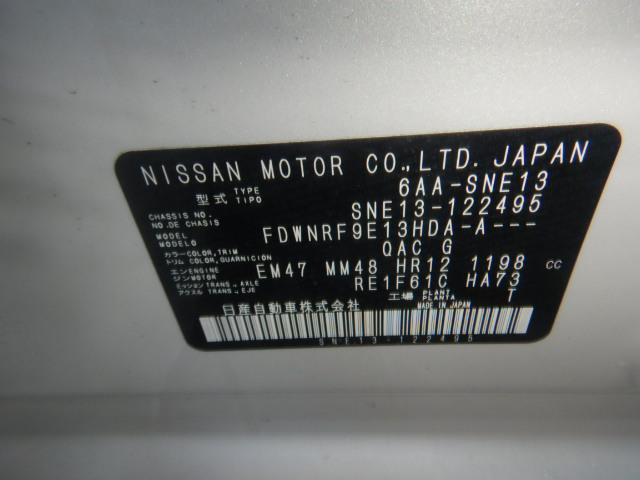 NISSAN MOTOR CO., LTD. JAPAN
型式 TYPE TIPO 6AA-SNE13
CHASSIS NO. NO. DE CHASIS SNE13-122495
MODEL MODELO FDWNRF9E13HDA-A---
カラー COLOR, TRIM トリム COLOR, GUARNICION QAC G
エンジン ENGINE MOTOR EM47 MM48 HR12 1198 CC
ミッション TRANS., AXLE アクスル TRANS., EJE RE1F61C HA73
工場 PLANT PLANTA T
日産自動車株式会社 MADE IN JAPAN
SNE13-122495